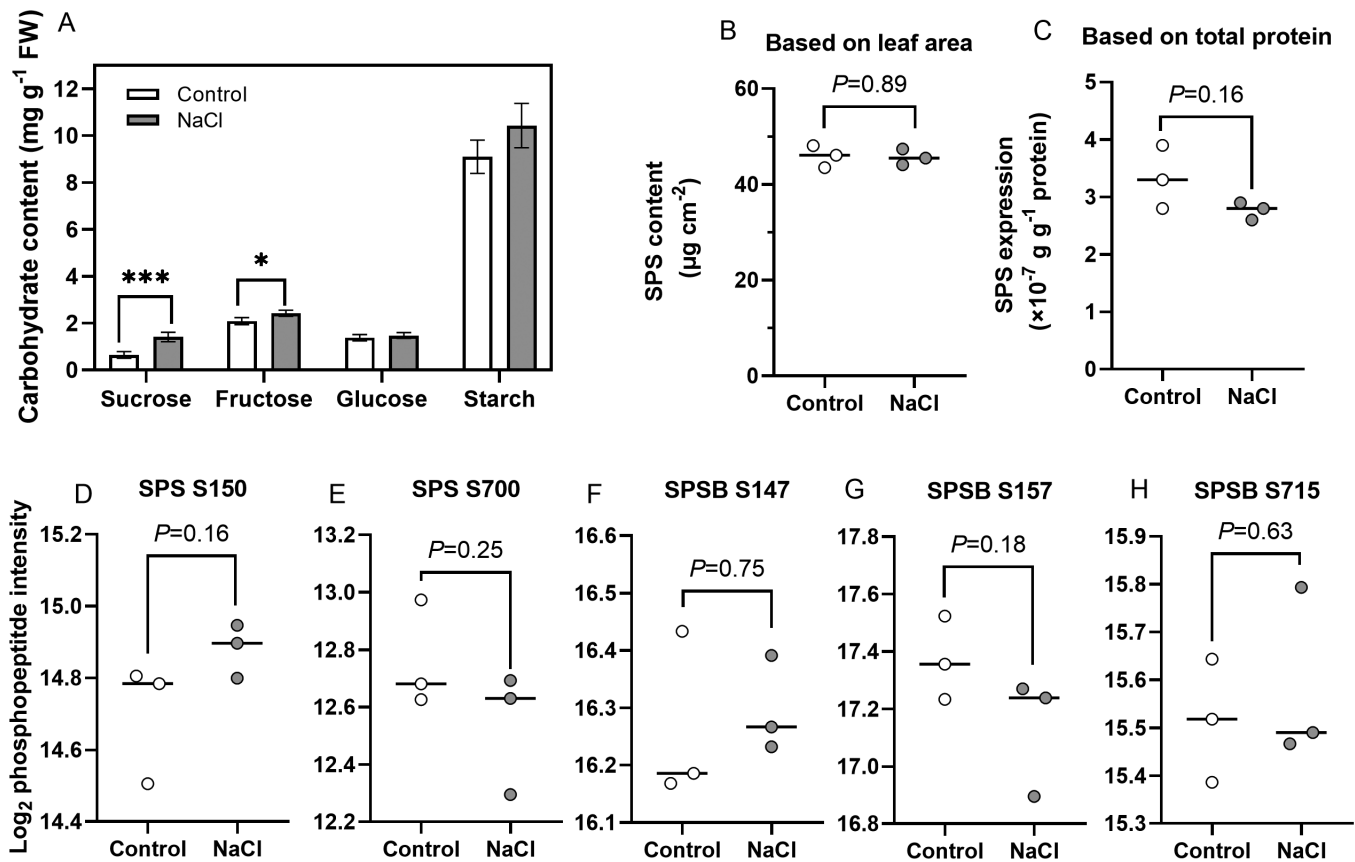 A
Carbohydrate content (mg g⁻¹ FW)
12
10
8
6
4
2
0
Control
NaCl
***
*
Sucrose Fructose Glucose Starch
B
Based on leaf area
SPS content
(µg cm⁻²)
60
40
20
0
P=0.89
Control NaCl
C
Based on total protein
SPS expression
(×10⁻⁷ g g⁻¹ protein)
5
4
3
2
1
0
P=0.16
Control NaCl
Log₂ phosphopeptitde intensity
D
SPS S150
15.2
15.0
14.8
14.6
14.4
P=0.16
Control NaCl
E
SPS S700
13.2
13.0
12.8
12.6
12.4
12.2
P=0.25
Control NaCl
F
SPSB S147
16.6
16.5
16.4
16.3
16.2
16.1
P=0.75
Control NaCl
G
SPSB S157
17.8
17.6
17.4
17.2
17.0
16.8
P=0.18
Control NaCl
H
SPSB S715
15.9
15.8
15.7
15.6
15.5
15.4
15.3
P=0.63
Control NaCl